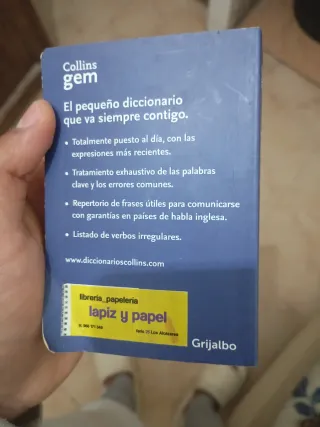 Collins
gem
El pequeño diccionario
que va siempre contigo.
• Totalmente puesto al día, con las
expresiones más recientes.
• Tratamiento exhaustivo de las palabras
clave y los errores comunes.
• Repertorio de frases útiles para comunicarse
con garantías en países de habla inglesa.
• Listado de verbos irregulares.
www.diccionarioscollins.com
librería_papelería
lapiz y papel
Grijalbo